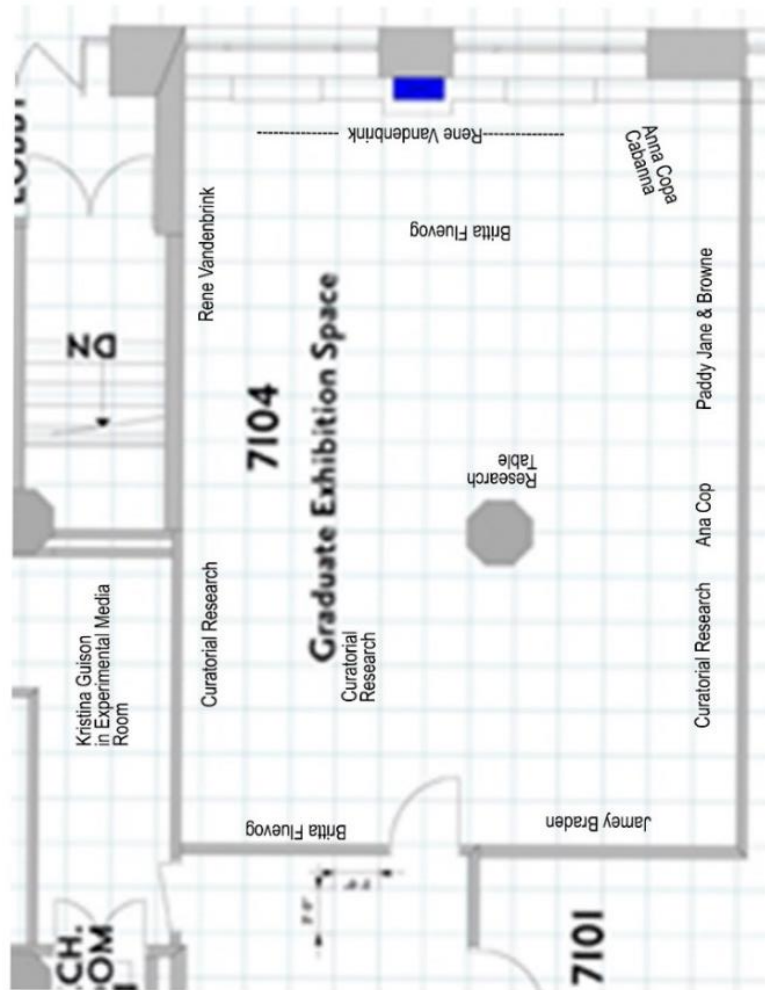 LOBBY
---------------- Rene Vandenbrink----------------
Anna Copa
Cabanna
Rene Vandenbrink
Britta Fluevog
DN
Paddy Jane & Browne
7104
Graduate Exhibition Space
Research
Table
Ana Cop
Curatorial Research
Curatorial
Research
Curatorial Research
Kristina Guison
in Experimental Media
Room
Britta Fluevog
Jamey Braden
7101